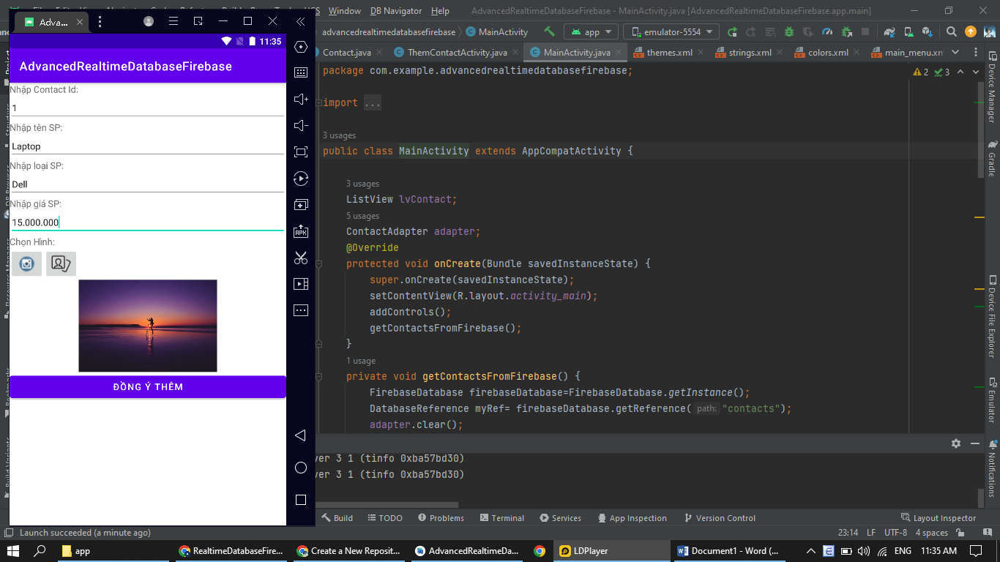 Adva...
11:35
AdvancedRealtimeDatabaseFirebase
Nhập Contact Id:
1
Nhập tên SP:
Laptop
Nhập loại SP:
Dell
Nhập giá SP:
15.000.000
Chọn Hình:
ĐỒNG Ý THÊM
APK
Window DB Navigator Help
AdvancedRealtimeDatabaseFirebase - MainActivity.java [AdvancedRealtimeDatabaseFirebase.app.main]
advancedrealtimedatabasefirebase MainActivity
app
emulator-5554
Contact.java
ThemContactActivity.java
MainActivity.java
themes.xml
strings.xml
colors.xml
main_menu.xm
package com.example.advancedrealtimedatabasefirebase;
2 3
import ...
3 usages
public class MainActivity extends AppCompatActivity {
3 usages
ListView lvContact;
5 usages
ContactAdapter adapter;
@Override
protected void onCreate(Bundle savedInstanceState) {
super.onCreate(savedInstanceState);
setContentView(R.layout.activity_main);
addControls();
getContactsFromFirebase();
}
1 usage
private void getContactsFromFirebase() {
FirebaseDatabase firebaseDatabase=FirebaseDatabase.getInstance();
DatabaseReference myRef= firebaseDatabase.getReference( path: "contacts");
adapter.clear();
ver 3 1 (tinfo 0xba57bd30)
ver 3 1 (tinfo 0xba57bd30)
Device Manager
Gradle
Device File Explorer
Emulator
Notifications
Build
TODO
Problems
Terminal
Services
App Inspection
Version Control
Layout Inspector
Launch succeeded (a minute ago)
23:14 LF UTF-8 4 spaces
app
RealtimeDatabaseFire...
Create a New Reposit...
AdvancedRealtimeDa...
LDPlayer
Document1 - Word (...
ENG 11:35 AM